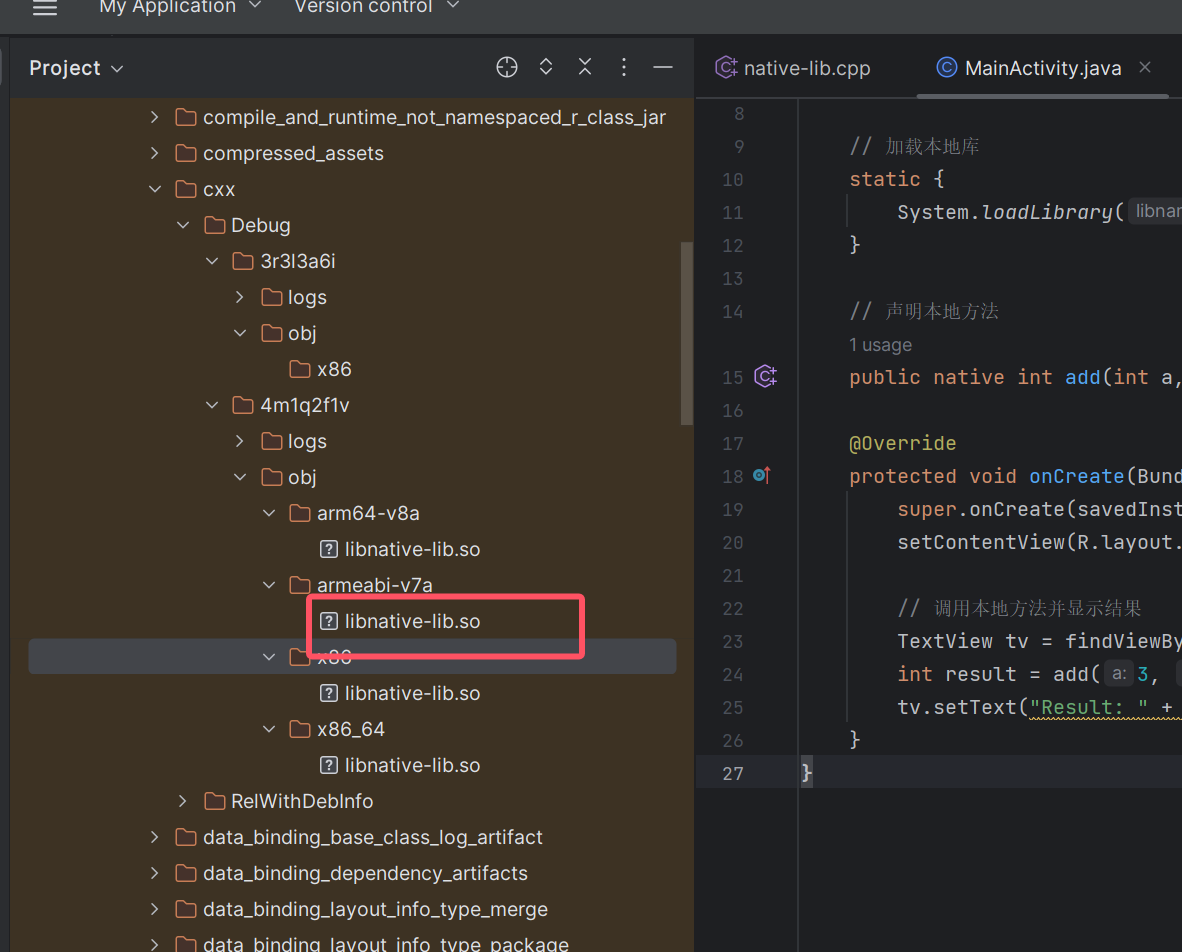 My Application
Version control
Project
compile_and_runtime_not_namespaced_r_class_jar
compressed_assets
cxx
Debug
3r3l3a6i
logs
obj
x86
4m1q2f1v
logs
obj
arm64-v8a
libnative-lib.so
armeabi-v7a
libnative-lib.so
x86
libnative-lib.so
x86_64
libnative-lib.so
RelWithDebInfo
data_binding_base_class_log_artifact
data_binding_dependency_artifacts
data_binding_layout_info_type_merge
data_binding_layout_info_type_package
native-lib.cpp
MainActivity.java
8
9 // 加载本地库
10 static {
11 System.loadLibrary( libnar
12 }
13
14 // 声明本地方法
1 usage
15 public native int add(int a,
16
17 @Override
18 protected void onCreate(Bund
19 super.onCreate(savedInst
20 setContentView(R.layout.
21
22 // 调用本地方法并显示结果
23 TextView tv = findViewBy
24 int result = add( a: 3,
25 tv.setText("Result: " +
26 }
27 }